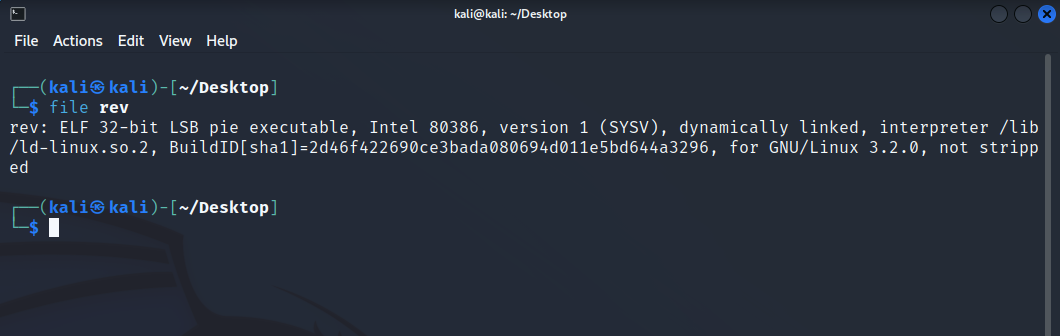 kali@kali: ~/Desktop
File Actions Edit View Help
┌──(kali㉿kali)-[~/Desktop]
└─$ file rev
rev: ELF 32-bit LSB pie executable, Intel 80386, version 1 (SYSV), dynamically linked, interpreter /lib
/ld-linux.so.2, BuildID[sha1]=2d46f422690ce3bada080694d011e5bd644a3296, for GNU/Linux 3.2.0, not stripp
ed
┌──(kali㉿kali)-[~/Desktop]
└─$